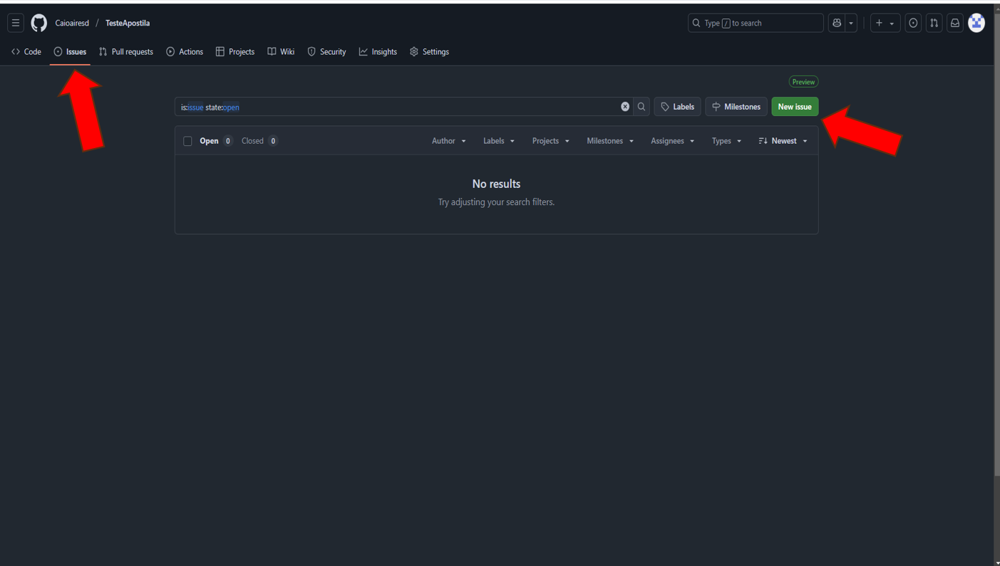 Caioairesd / TesteApostila Type / to search
Code Issues Pull requests Actions Projects Wiki Security Insights Settings
Preview
is:issue state:open Labels Milestones New issue
Open 0 Closed 0 Author Labels Projects Milestones Assignees Types Newest
No results
Try adjusting your search filters.